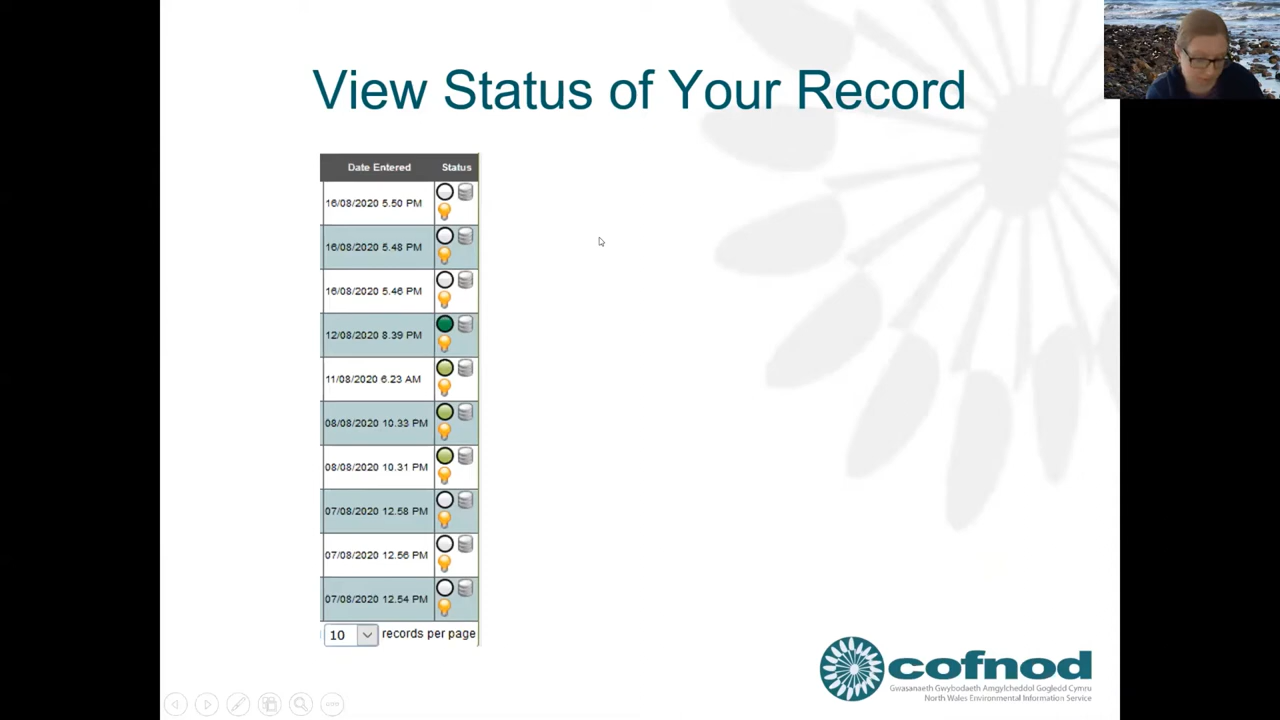 View Status of Your Record
Date Entered Status
16/08/2020 5.50 PM
16/08/2020 5.48 PM
16/08/2020 5.46 PM
12/08/2020 8.39 PM
11/08/2020 6.23 AM
08/08/2020 10.33 PM
08/08/2020 10.31 PM
07/08/2020 12.58 PM
07/08/2020 12.56 PM
07/08/2020 12.54 PM
10 records per page
cofnod
Gwasanaeth Gwybodaeth Amgylcheddol Gogledd Cymru
North Wales Environmental Information Service